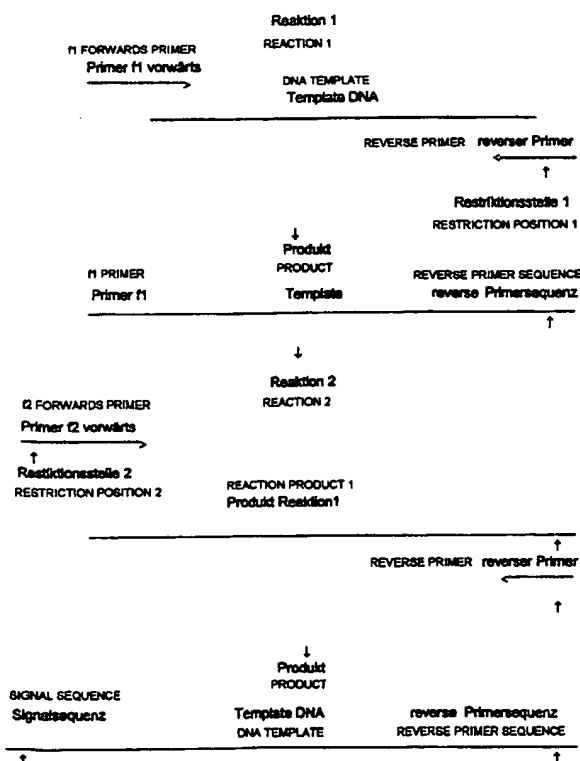 Reaktion 1
REACTION 1
f1 FORWARDS PRIMER
Primer f1 vorwärts
DNA TEMPLATE
Template DNA
REVERSE PRIMER reverser Primer
Restriktionsstelle 1
RESTRICTION POSITION 1
Produkt
PRODUCT
f1 PRIMER
Primer f1
Template
REVERSE PRIMER SEQUENCE
reverse Primersequenz
Reaktion 2
REACTION 2
f2 FORWARDS PRIMER
Primer f2 vorwärts
Restiktionsstelle 2
RESTRICTION POSITION 2
REACTION PRODUCT 1
Produkt Reaktion1
REVERSE PRIMER reverser Primer
Produkt
PRODUCT
SIGNAL SEQUENCE
Signalsequenz
Template DNA
DNA TEMPLATE
reverse Primersequenz
REVERSE PRIMER SEQUENCE